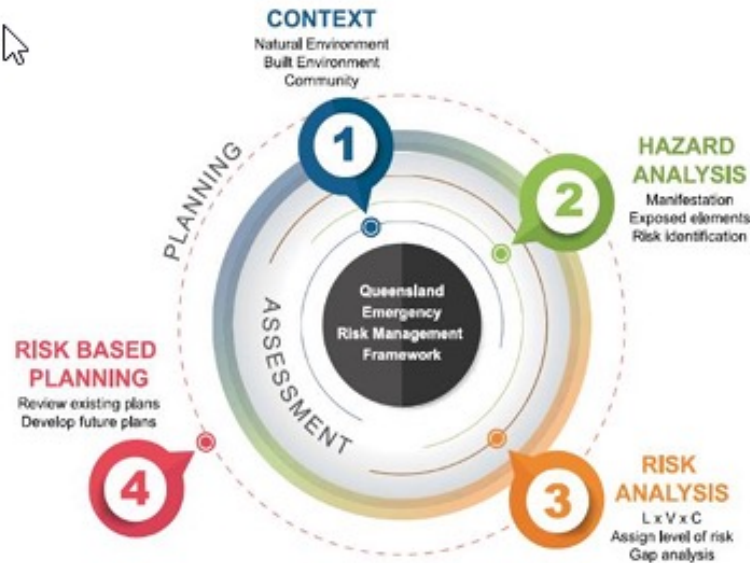 CONTEXT
Natural Environment
Built Environment
Community
1
PLANNING
HAZARD
ANALYSIS
Manifestation
Exposed elements
Risk identification
2
Queensland
Emergency
Risk Management
Framework
ASSESSMENT
RISK BASED
PLANNING
Review existing plans
Develop future plans
4
3
RISK
ANALYSIS
L x V x C
Assign level of risk
Gap analysis